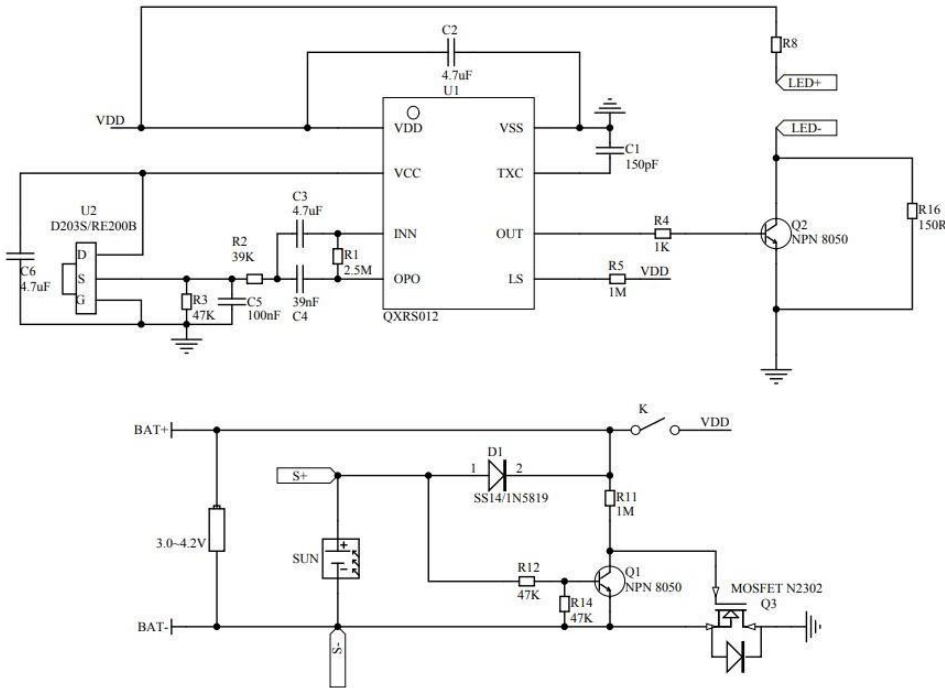 C2
4.7uF
U1
R8
LED+
VDD
VDD
VSS
LED-
C1
150pF
VCC
TXC
U2
D203S/RE200B
C3
4.7uF
R16
150R
Q2
NPN 8050
R4
1K
INN
OUT
R2
39K
R1
2.5M
D
C6
4.7uF
S
OPO
LS
R5
1M
VDD
G
R3
47K
C5
100nF
39nF
C4
QXRS012
K
BAT+
VDD
D1
S+
1
2
SS14/1N5819
R11
1M
3.0~4.2V
SUN
+
-
R12
47K
Q1
NPN 8050
R14
47K
MOSFET N2302
Q3
BAT-
S-